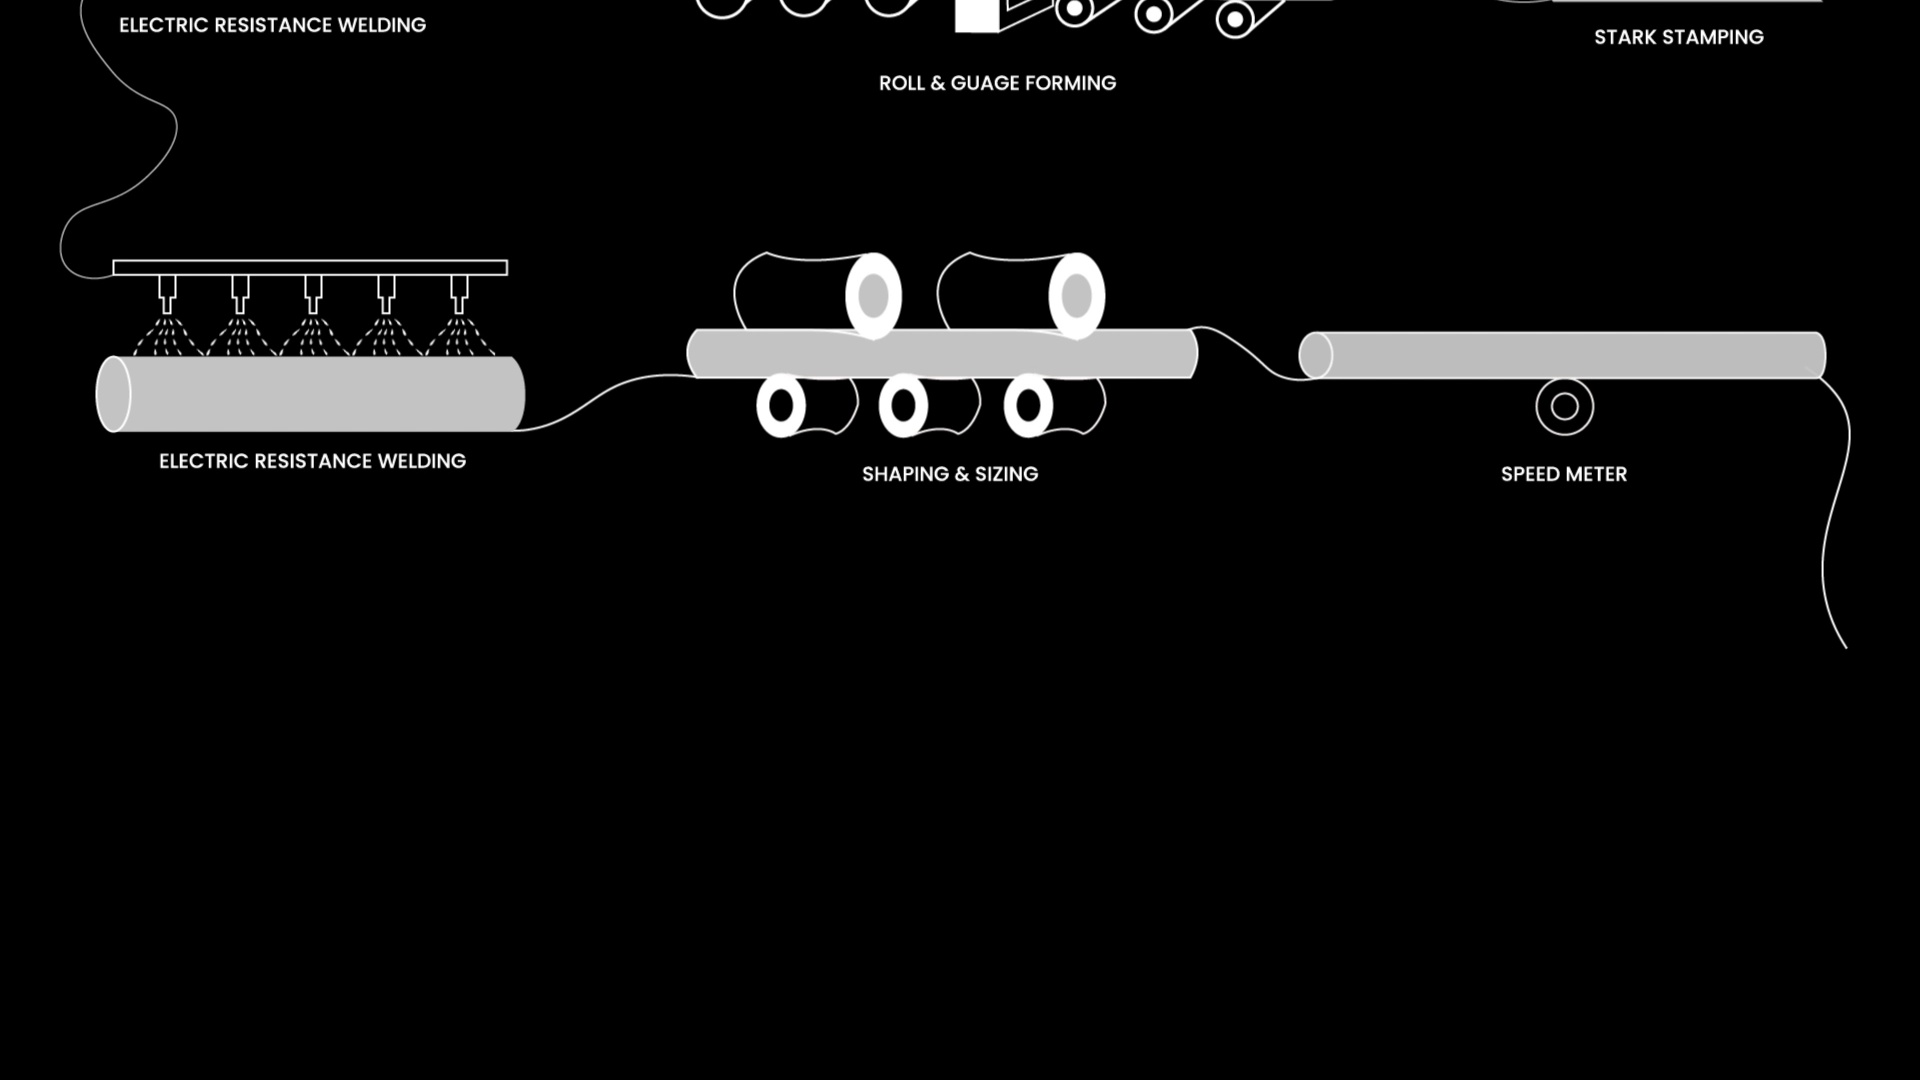 ELECTRIC RESISTANCE WELDING
STARK STAMPING
ROLL & GUAGE FORMING
ELECTRIC RESISTANCE WELDING
SHAPING & SIZING
SPEED METER